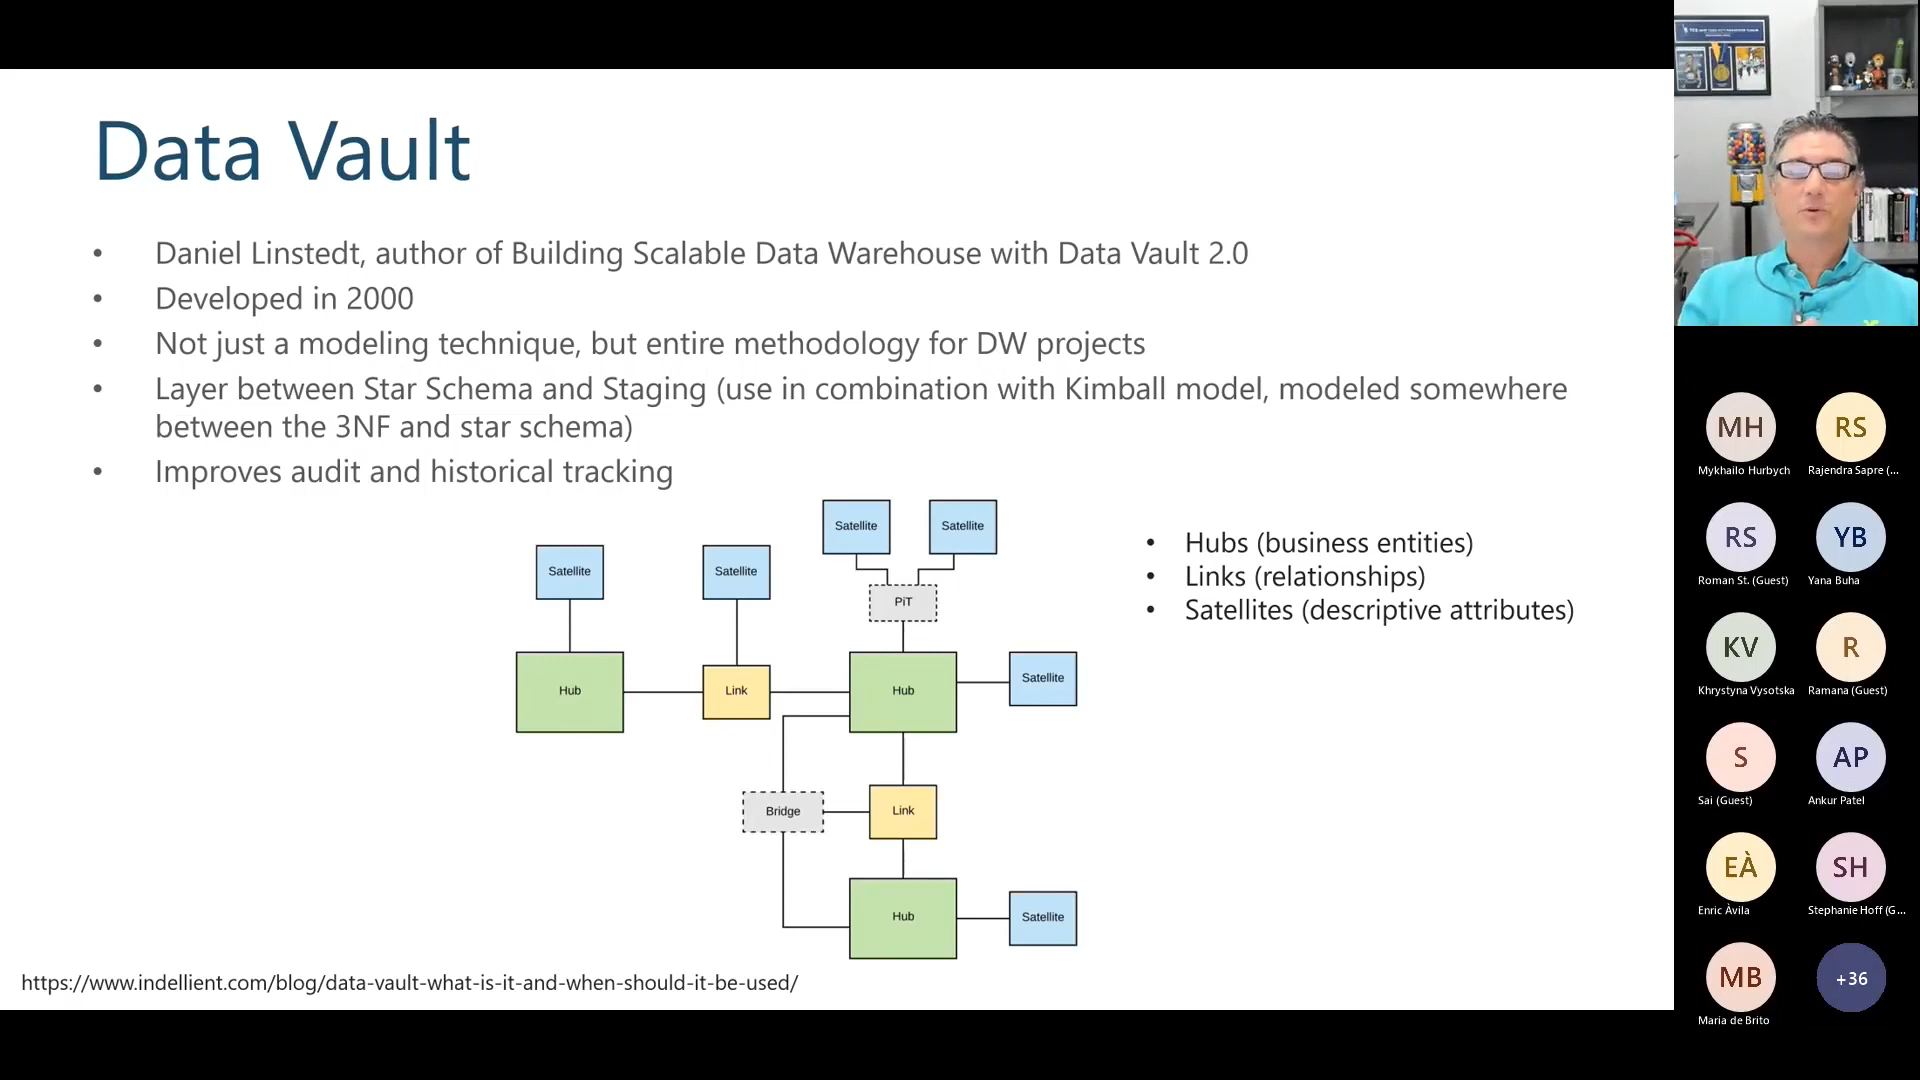 Data Vault
• Daniel Linstedt, author of Building Scalable Data Warehouse with Data Vault 2.0
• Developed in 2000
• Not just a modeling technique, but entire methodology for DW projects
• Layer between Star Schema and Staging (use in combination with Kimball model, modeled somewhere
between the 3NF and star schema)
• Improves audit and historical tracking
Satellite
Satellite
Satellite
Satellite
PiT
Hub
Link
Hub
Satellite
Bridge
Link
Hub
Satellite
• Hubs (business entities)
• Links (relationships)
• Satellites (descriptive attributes)
https://www.indellient.com/blog/data-vault-what-is-it-and-when-should-it-be-used/
MH
Mykhailo Hurbych
RS
Rajendra Sapre (...
RS
Roman St. (Guest)
YB
Yana Buha
KV
Khrystyna Vysotska
R
Ramana (Guest)
S
Sai (Guest)
AP
Ankur Patel
EÀ
Enric Àvila
SH
Stephanie Hoff (G...
MB
Maria de Brito
+36